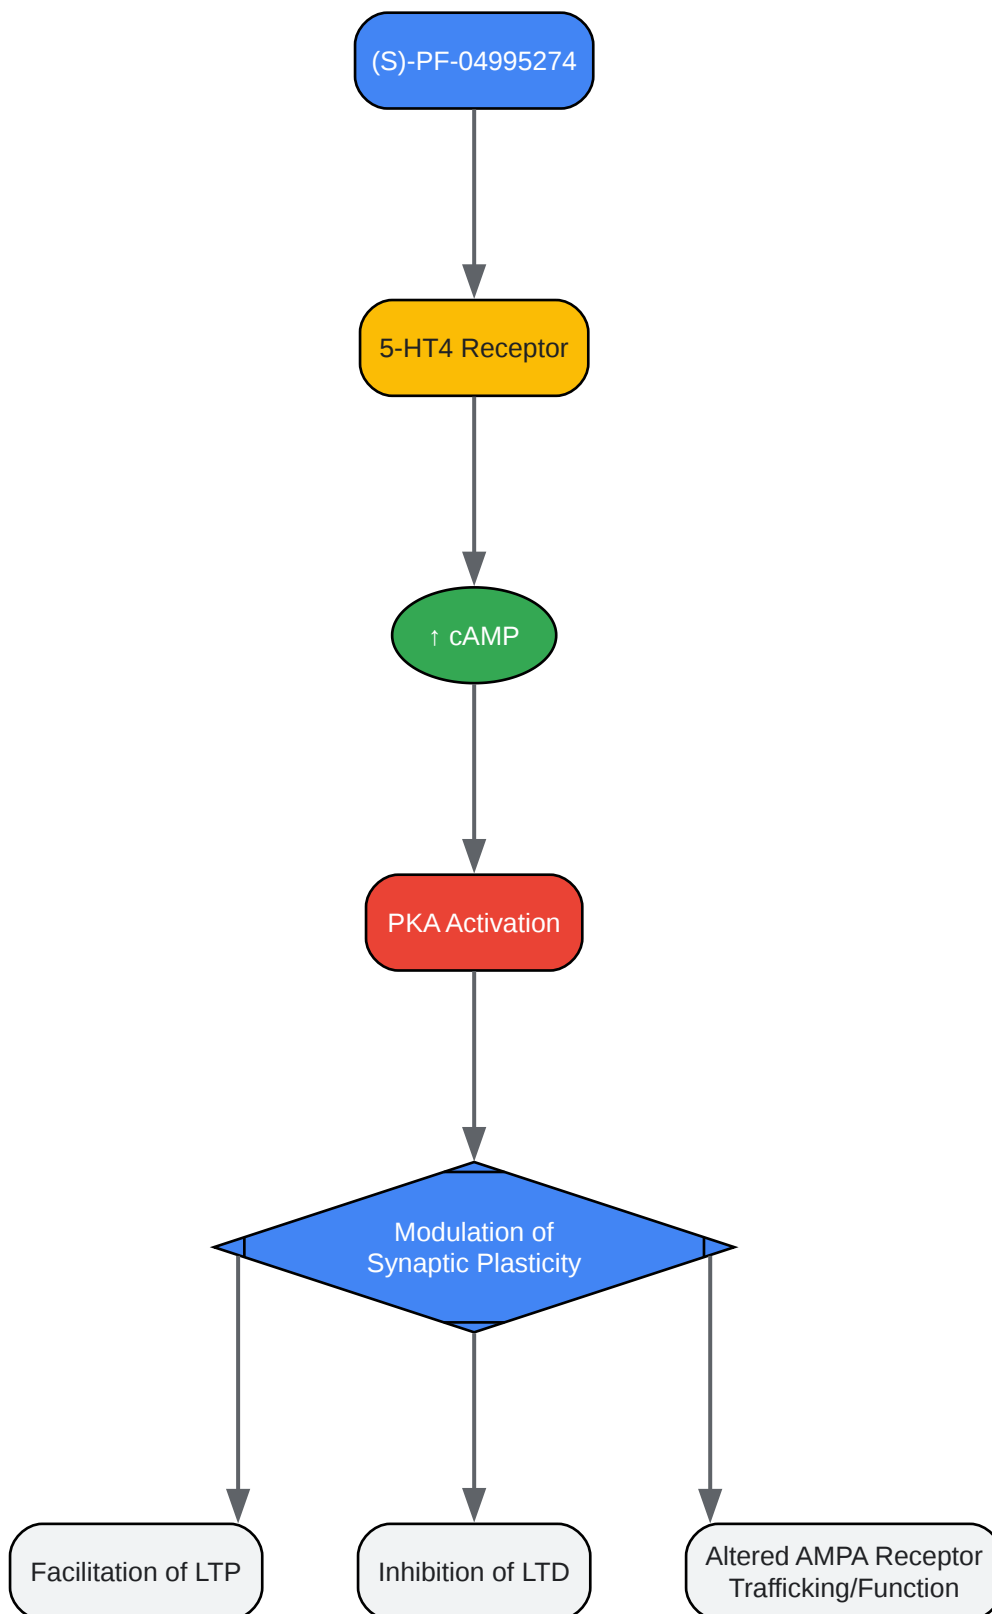 (S)-PF-04995274
5-HT4 Receptor
↑ cAMP
PKA Activation
Modulation of
Synaptic Plasticity
Facilitation of LTP
Inhibition of LTD
Altered AMPA Receptor
Trafficking/Function